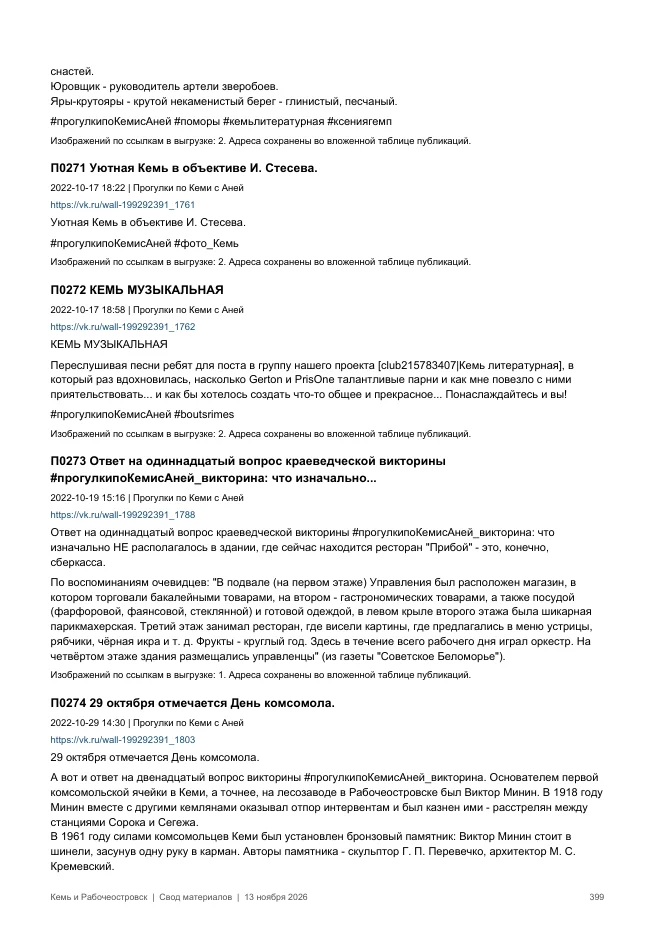 снастей.
Юровщик - руководитель артели зверобоев.
Яры-крутояры - крутой некаменистый берег - глинистый, песчаный.
#прогулкипоКемисАней #поморы #кемьлитературная #ксениягемп
Изображений по ссылкам в выгрузке: 2. Адреса сохранены во вложенной таблице публикаций.
П0271 Уютная Кемь в объективе И. Стесева.
2022-10-17 18:22 | Прогулки по Кеми с Аней
https://vk.ru/wall-199292391_1761
Уютная Кемь в объективе И. Стесева.
#прогулкипоКемисАней #фото_Кемь
Изображений по ссылкам в выгрузке: 2. Адреса сохранены во вложенной таблице публикаций.
П0272 КЕМЬ МУЗЫКАЛЬНАЯ
2022-10-17 18:58 | Прогулки по Кеми с Аней
https://vk.ru/wall-199292391_1762
КЕМЬ МУЗЫКАЛЬНАЯ
Переслушивая песни ребят для поста в группу нашего проекта [club215783407|Кемь литературная], в
который раз вдохновилась, насколько Gerton и PrisOne талантливые парни и как мне повезло с ними
приятельствовать... и как бы хотелось создать что-то общее и прекрасное... Понаслаждайтесь и вы!
#прогулкипоКемисАней #boutsrimes
Изображений по ссылкам в выгрузке: 2. Адреса сохранены во вложенной таблице публикаций.
П0273 Ответ на одиннадцатый вопрос краеведческой викторины
#прогулкипоКемисАней_викторина: что изначально...
2022-10-19 15:16 | Прогулки по Кеми с Аней
https://vk.ru/wall-199292391_1788
Ответ на одиннадцатый вопрос краеведческой викторины #прогулкипоКемисАней_викторина: что
изначально НЕ располагалось в здании, где сейчас находится ресторан "Прибой" - это, конечно,
сберкасса.
По воспоминаниям очевидцев: "В подвале (на первом этаже) Управления был расположен магазин, в
котором торговали бакалейными товарами, на втором - гастрономических товарами, а также посудой
(фарфоровой, фаянсовой, стеклянной) и готовой одеждой, в левом крыле второго этажа была шикарная
парикмахерская. Третий этаж занимал ресторан, где висели картины, где предлагались в меню устрицы,
рябчики, чёрная икра и т. д. Фрукты - круглый год. Здесь в течение всего рабочего дня играл оркестр. На
четвёртом этаже здания размещались управленцы" (из газеты "Советское Беломорье").
Изображений по ссылкам в выгрузке: 1. Адреса сохранены во вложенной таблице публикаций.
П0274 29 октября отмечается День комсомола.
2022-10-29 14:30 | Прогулки по Кеми с Аней
https://vk.ru/wall-199292391_1803
29 октября отмечается День комсомола.
А вот и ответ на двенадцатый вопрос викторины #прогулкипоКемисАней_викторина. Основателем первой
комсомольской ячейки в Кеми, а точнее, на лесозаводе в Рабочеостровске был Виктор Минин. В 1918 году
Минин вместе с другими кемлянами оказывал отпор интервентам и был казнен ими - расстрелян между
станциями Сорока и Сегежа.
В 1961 году силами комсомольцев Кеми был установлен бронзовый памятник: Виктор Минин стоит в
шинели, засунув одну руку в карман. Авторы памятника - скульптор Г. П. Перевечко, архитектор М. С.
Кремевский.
Кемь и Рабочеостровск | Свод материалов | 13 ноября 2026
399